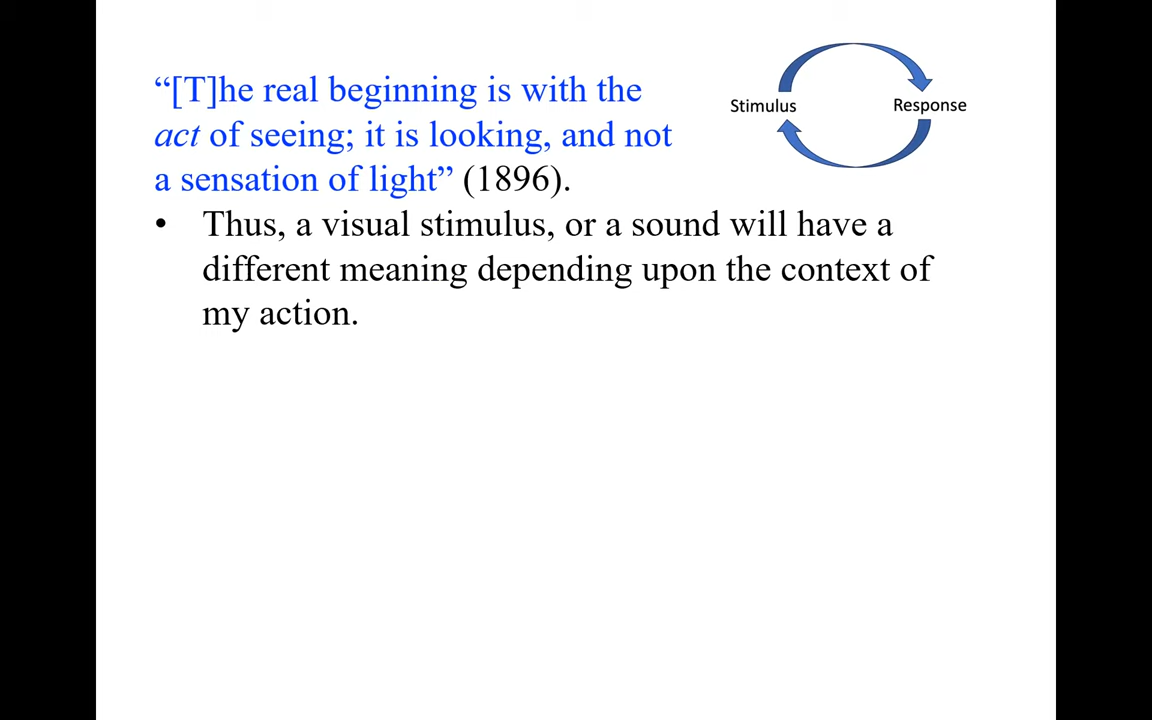 “[T]he real beginning is with the
act of seeing; it is looking, and not
a sensation of light” (1896).
Stimulus
Response
• Thus, a visual stimulus, or a sound will have a
different meaning depending upon the context of
my action.